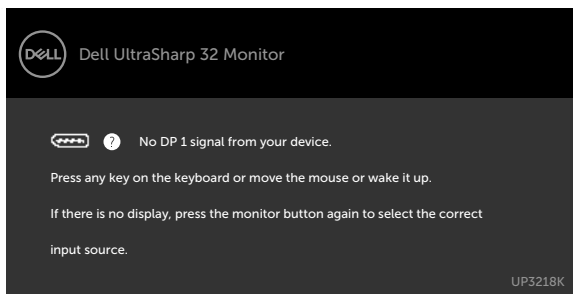 DELL
Dell UltraSharp 32 Monitor
? No DP 1 signal from your device.
Press any key on the keyboard or move the mouse or wake it up.
If there is no display, press the monitor button again to select the correct
input source.
UP3218K